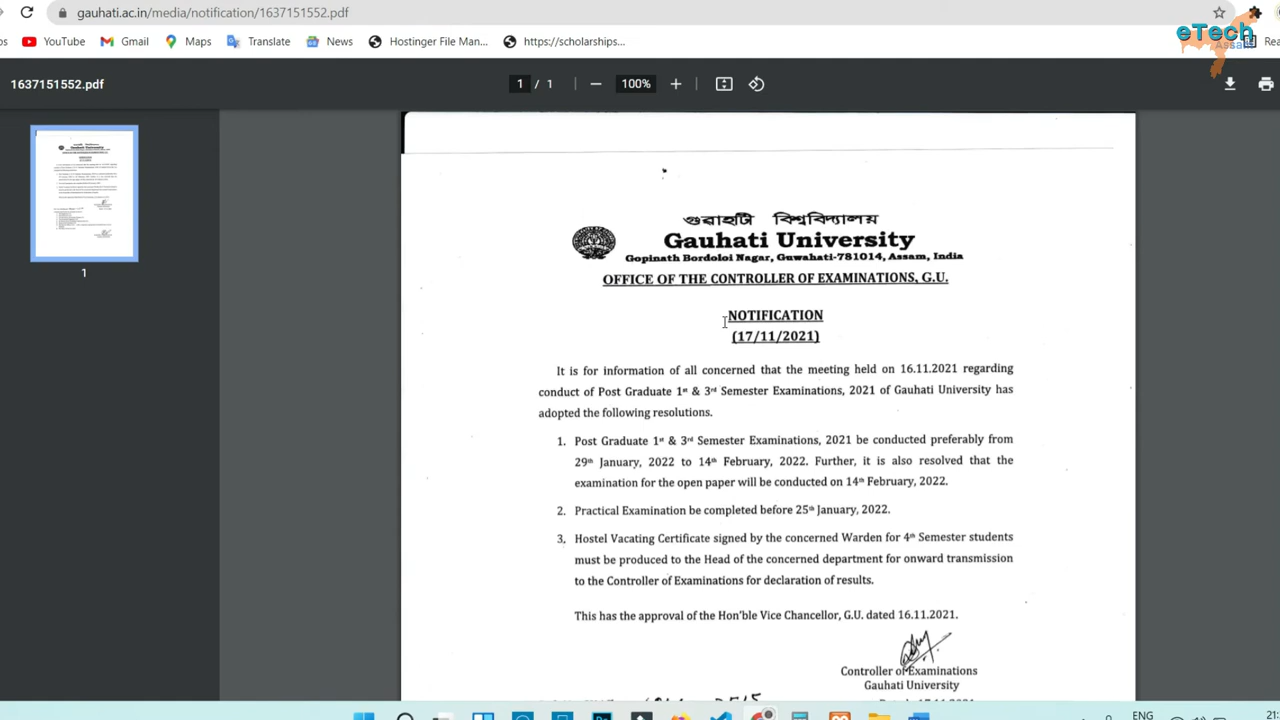 gauhati.ac.in/media/notification/1637151552.pdf
YouTube Gmail Maps Translate News Hostinger File Man... https://scholarships... Rea
eTech
Assam
1637151552.pdf 1 / 1 100%
1
গুৱাহাটী বিশ্ববিদ্যালয়
Gauhati University
Gopinath Bordoloi Nagar, Guwahati-781014, Assam, India
OFFICE OF THE CONTROLLER OF EXAMINATIONS, G.U.
NOTIFICATION
(17/11/2021)
It is for information of all concerned that the meeting held on 16.11.2021 regarding
conduct of Post Graduate 1st & 3rd Semester Examinations, 2021 of Gauhati University has
adopted the following resolutions.
1. Post Graduate 1st & 3rd Semester Examinations, 2021 be conducted preferably from
29th January, 2022 to 14th February, 2022. Further, it is also resolved that the
examination for the open paper will be conducted on 14th February, 2022.
2. Practical Examination be completed before 25th January, 2022.
3. Hostel Vacating Certificate signed by the concerned Warden for 4th Semester students
must be produced to the Head of the concerned department for onward transmission
to the Controller of Examinations for declaration of results.
This has the approval of the Hon'ble Vice Chancellor, G.U. dated 16.11.2021.
Controller of Examinations
Gauhati University
ENG 21: